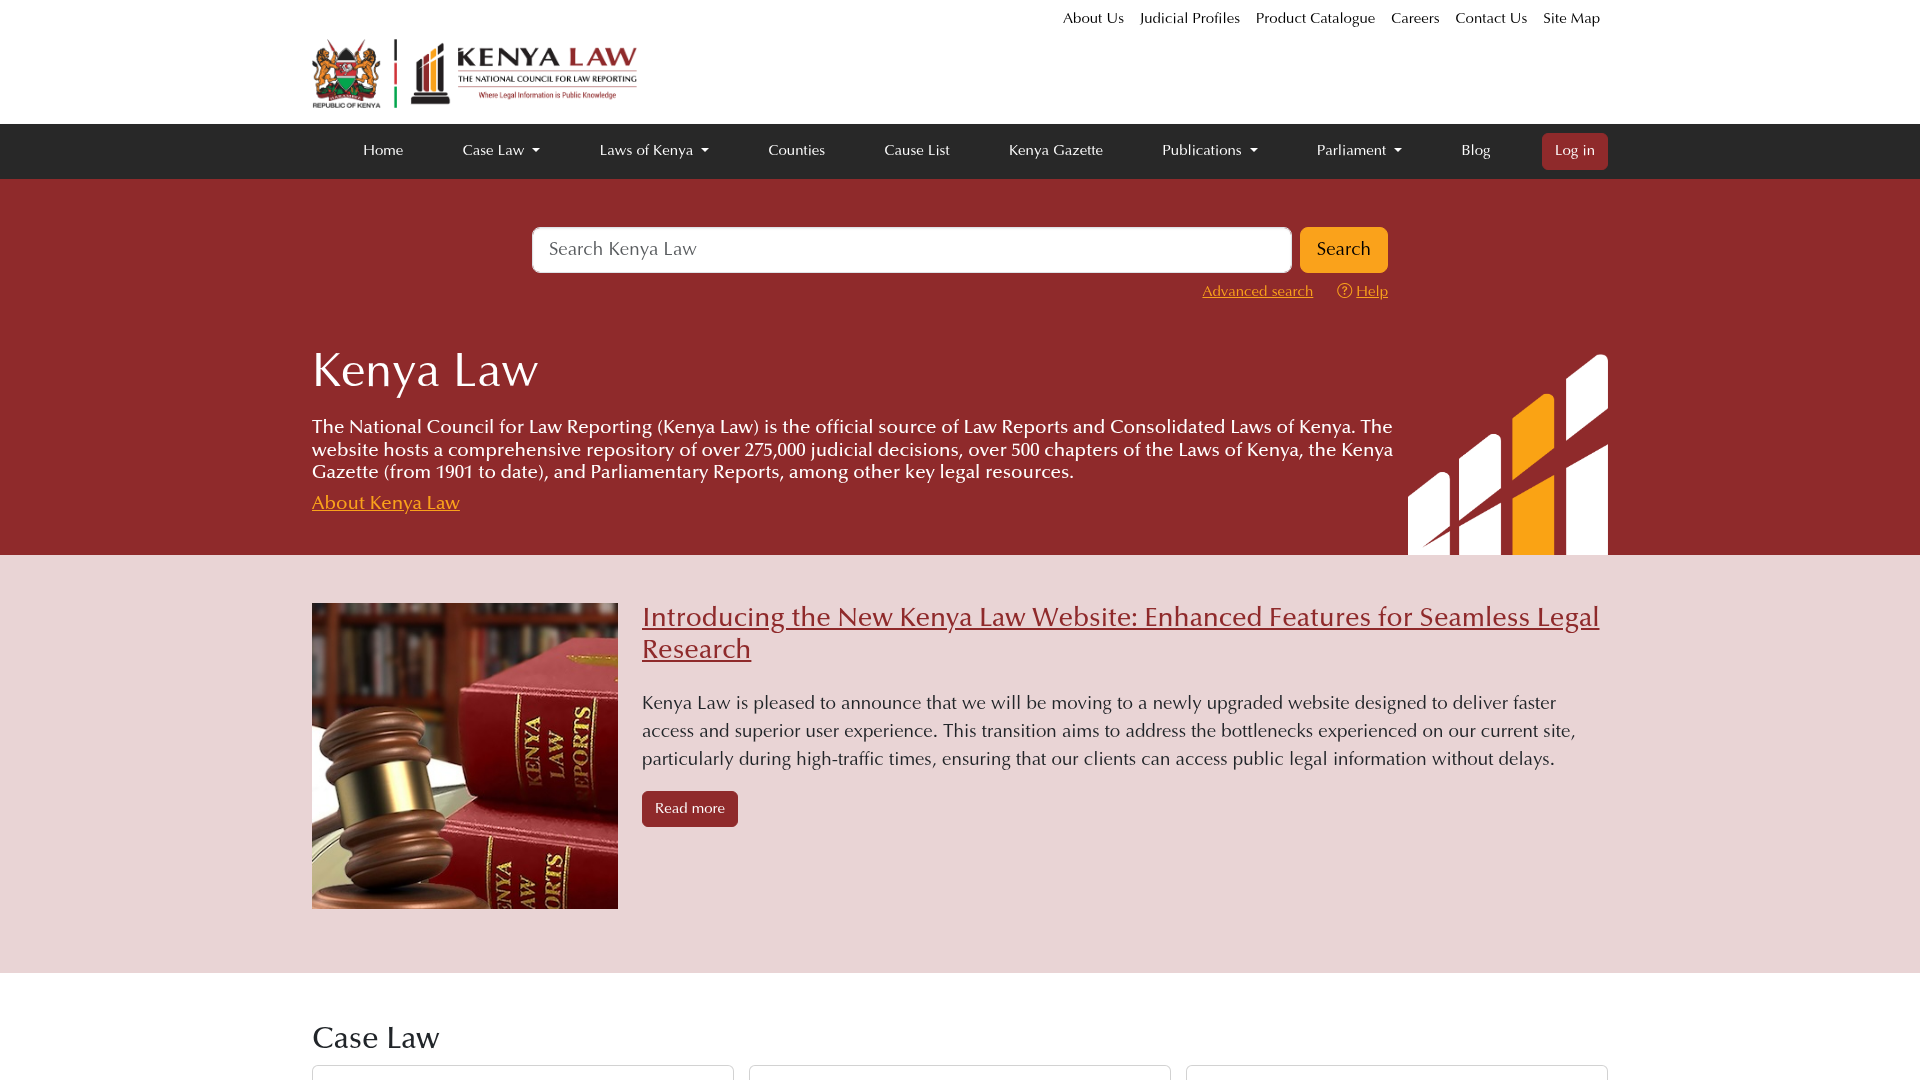 About Us Judicial Profiles Product Catalogue Careers Contact Us Site Map
REPUBLIC OF KENYA
KENYA LAW
THE NATIONAL COUNCIL FOR LAW REPORTING
Where Legal Information is Public Knowledge
Home Case Law Laws of Kenya Counties Cause List Kenya Gazette Publications Parliament Blog Log in
Search Kenya Law Search
Advanced search Help
Kenya Law
The National Council for Law Reporting (Kenya Law) is the official source of Law Reports and Consolidated Laws of Kenya. The
website hosts a comprehensive repository of over 275,000 judicial decisions, over 500 chapters of the Laws of Kenya, the Kenya
Gazette (from 1901 to date), and Parliamentary Reports, among other key legal resources.
About Kenya Law
Introducing the New Kenya Law Website: Enhanced Features for Seamless Legal
Research
Kenya Law is pleased to announce that we will be moving to a newly upgraded website designed to deliver faster
access and superior user experience. This transition aims to address the bottlenecks experienced on our current site,
particularly during high-traffic times, ensuring that our clients can access public legal information without delays.
Read more
KENYA
LAW
REPORTS
ENYA
LAW
PORTS
Case Law